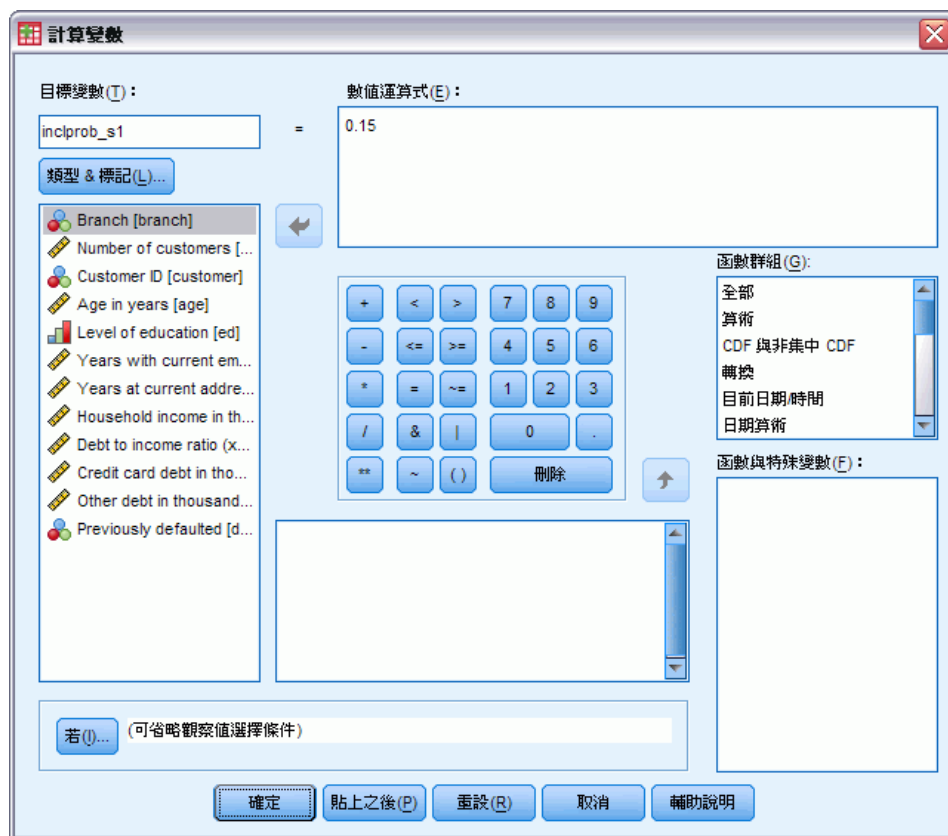 計算變數
目標變數(T)：
inclprob_s1
類型 & 標記(L)...
=
數值運算式(E)：
0.15
Branch [branch]
Number of customers [...
Customer ID [customer]
Age in years [age]
Level of education [ed]
Years with current em...
Years at current addre...
Household income in th...
Debt to income ratio (x...
Credit card debt in tho...
Other debt in thousand...
Previously defaulted [d...
+ < > 7 8 9
- <= >= 4 5 6
* = ~= 1 2 3
/ & | 0 .
** ~ ( ) 刪除
函數群組(G):
全部
算術
CDF 與非集中 CDF
轉換
目前日期/時間
日期算術
函數與特殊變數(F)：
若(I)...
(可省略觀察值選擇條件)
確定
貼上之後(P)
重設(R)
取消
輔助說明